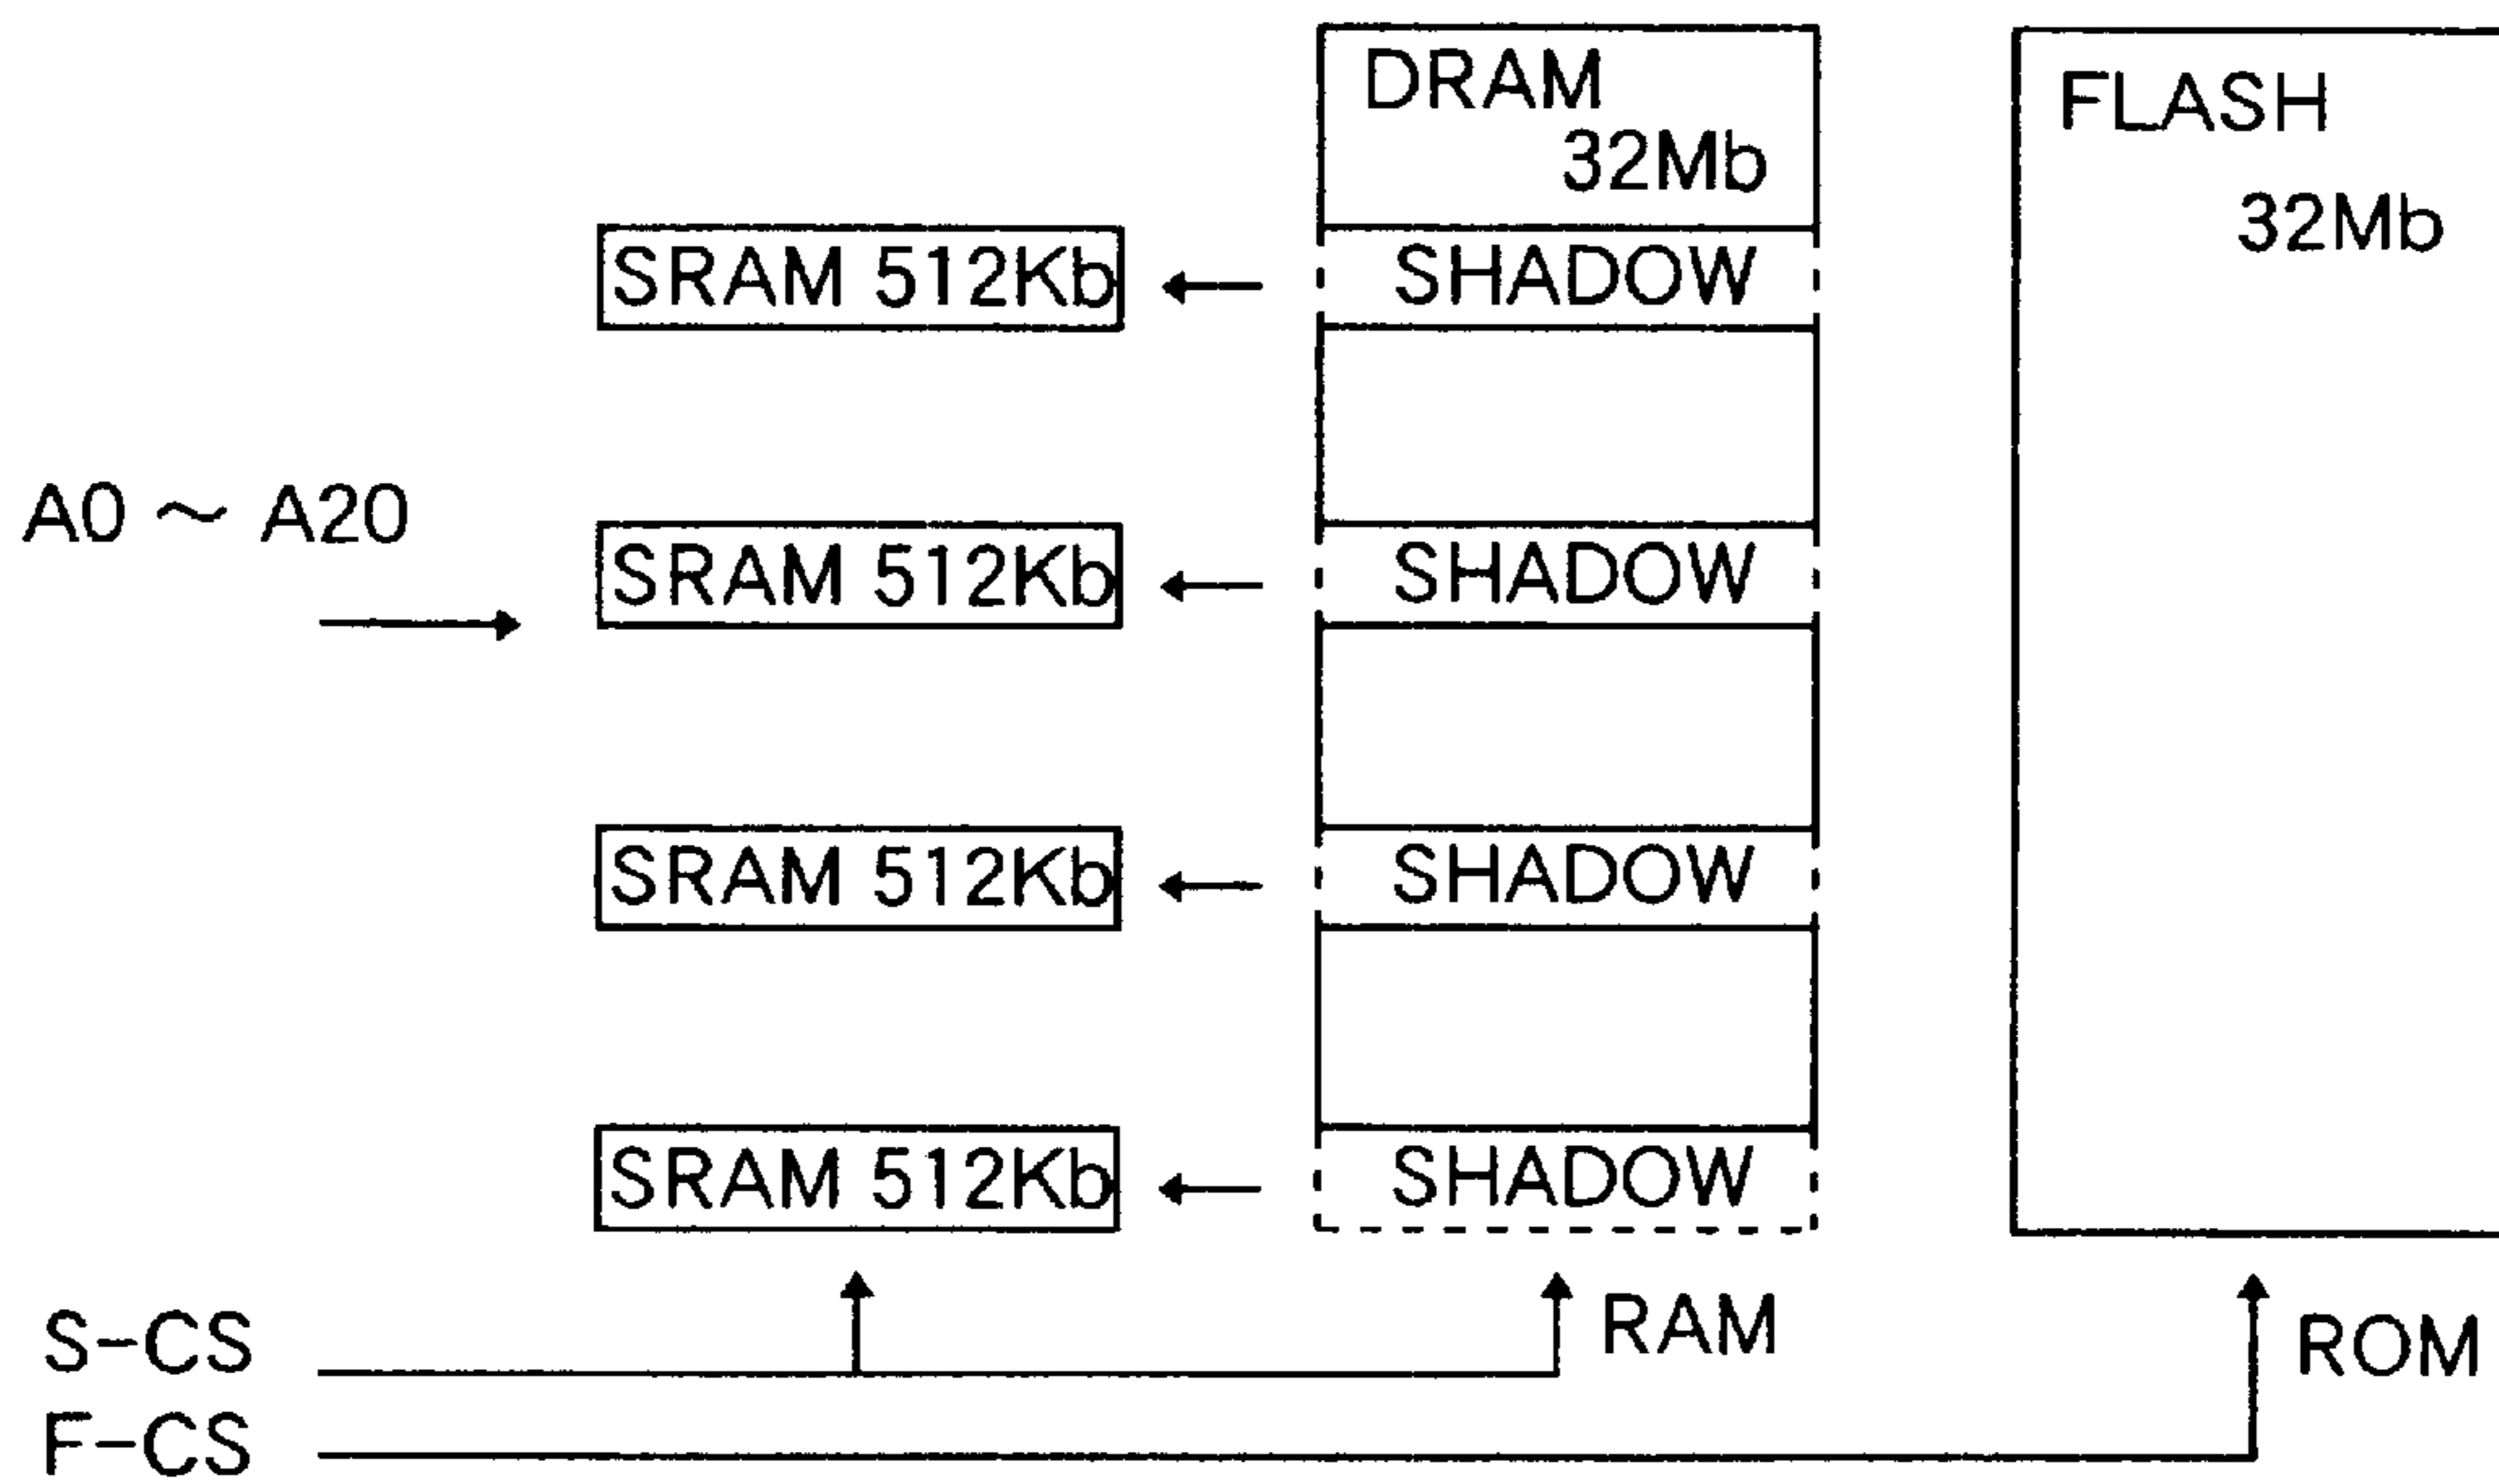 DRAM
32Mb
FLASH
32Mb
SRAM 512Kb
SHADOW
A0 ~ A20
SRAM 512Kb
SHADOW
SRAM 512Kb
SHADOW
SRAM 512Kb
SHADOW
S-CS
RAM
ROM
F-CS